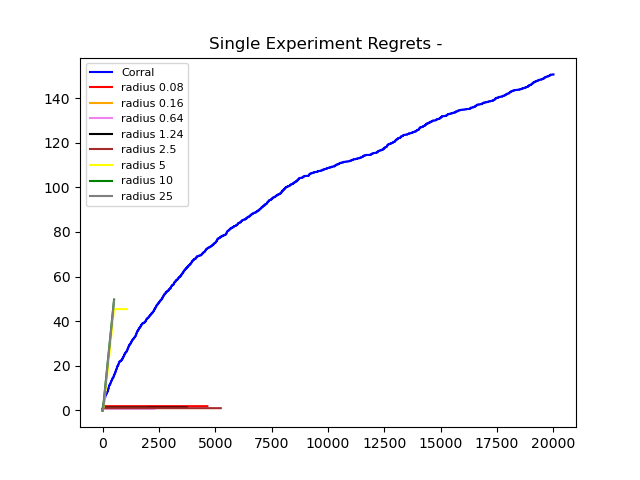 Single Experiment Regrets -
Corral
radius 0.08
radius 0.16
radius 0.64
radius 1.24
radius 2.5
radius 5
radius 10
radius 25
140
120
100
80
60
40
20
0
0 2500 5000 7500 10000 12500 15000 17500 20000